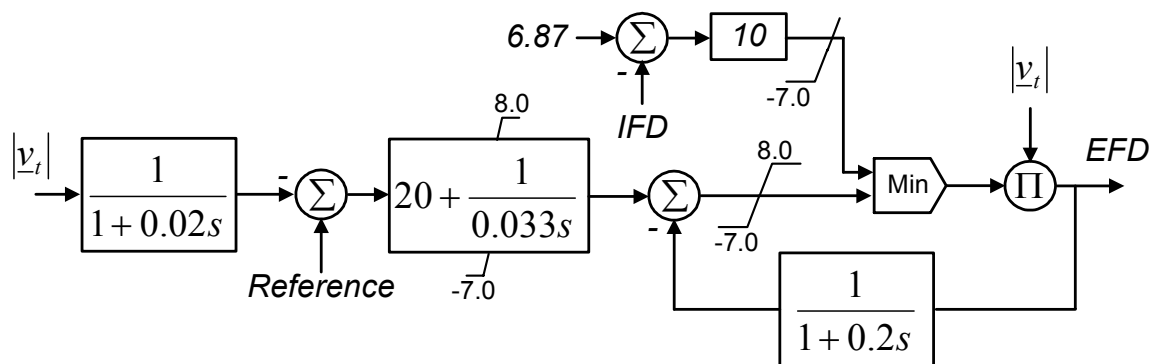 6.87
-
Σ
10
-7.0
IFD
|v_t|
EFD
|v_t|
1
1 + 0.02s
-
Σ
8.0
20 + 1
0.033s
-7.0
Reference
-
Σ
8.0
-7.0
Min
Π
1
1 + 0.2s